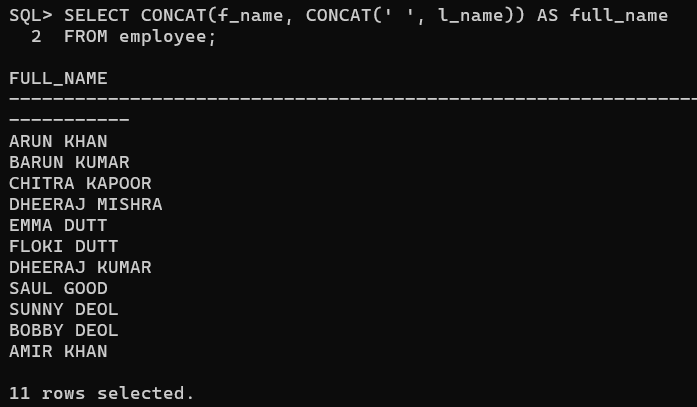 SQL> SELECT CONCAT(f_name, CONCAT(' ', l_name)) AS full_name
  2  FROM employee;
FULL_NAME
--------------------------------------------------------------------------------
-----------
ARUN KHAN
BARUN KUMAR
CHITRA KAPOOR
DHEERAJ MISHRA
EMMA DUTT
FLOKI DUTT
DHEERAJ KUMAR
SAUL GOOD
SUNNY DEOL
BOBBY DEOL
AMIR KHAN
11 rows selected.